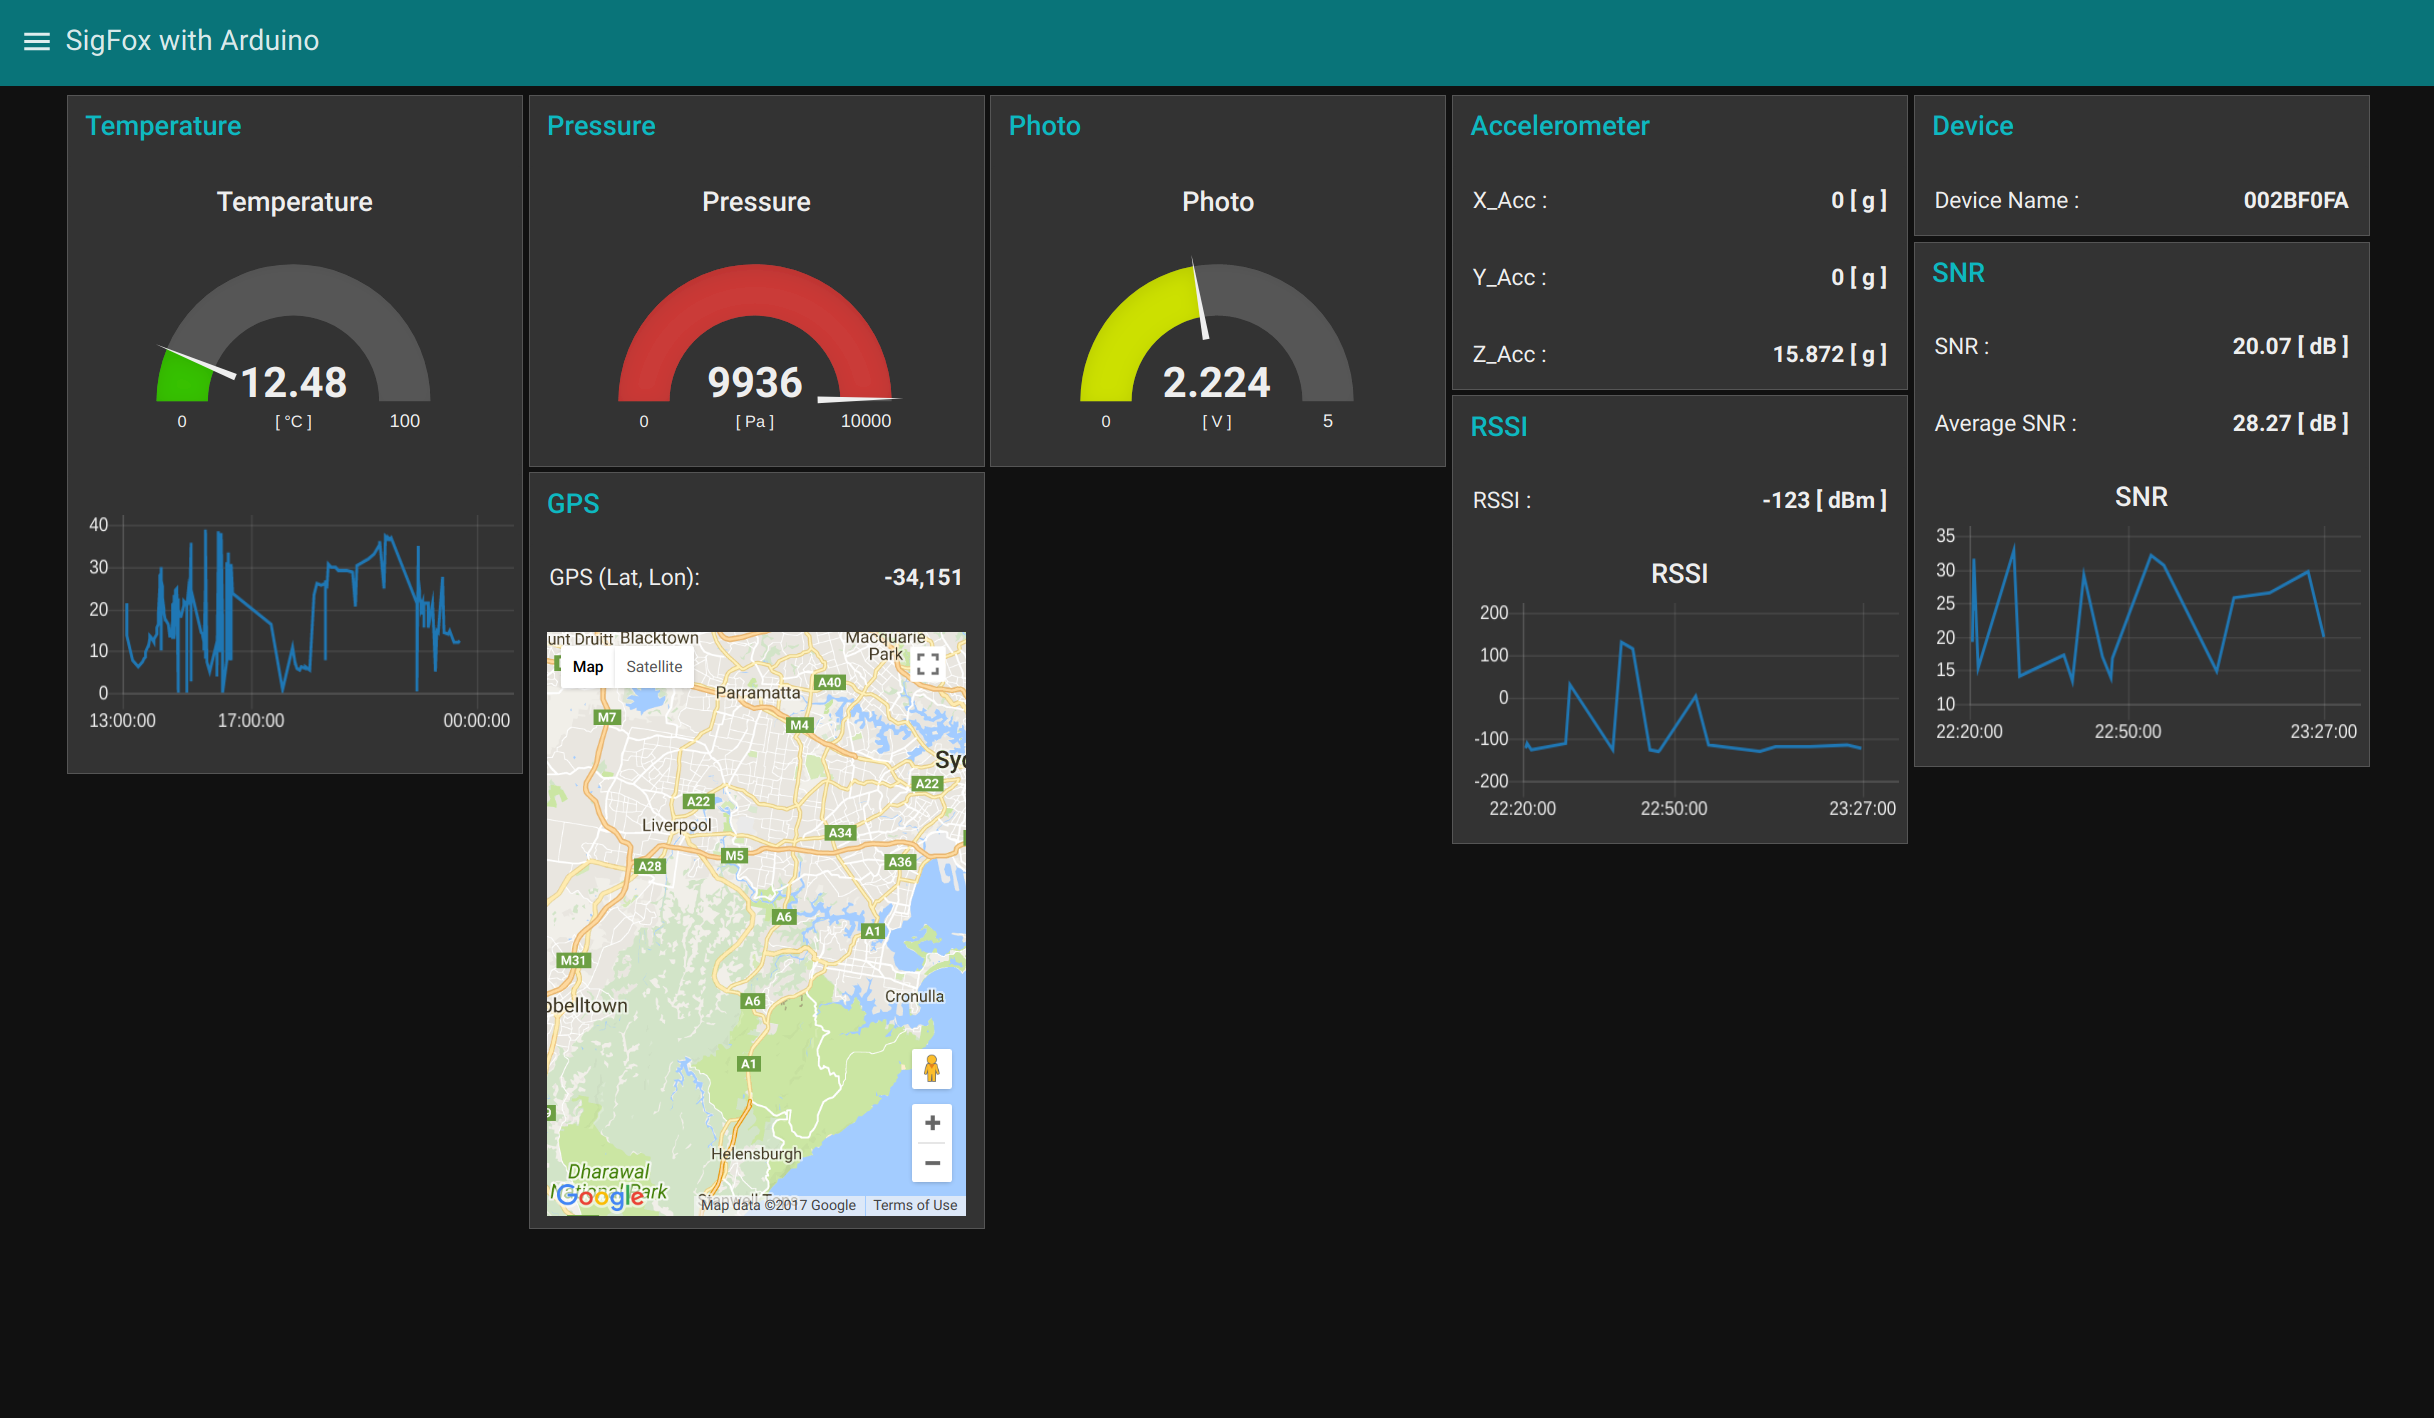 SigFox with Arduino
Temperature
Temperature
12.48
0
[ °C ]
100
40
30
20
10
0
13:00:00
17:00:00
00:00:00
Pressure
Pressure
9936
0
[ Pa ]
10000
GPS
GPS (Lat, Lon):
-34,151
unt Druitt
Blacktown
Macquarie
Park
Map
Satellite
Parramatta
A40
M7
M4
Syd
A22
A22
Liverpool
A34
M5
A36
A28
A6
A1
M31
Cronulla
A6
bbelltown
A1
9
Helensburgh
Dharawal
National Park
Google
Stanwell Tops
Map data ©2017 Google
Terms of Use
Photo
Photo
2.224
0
[ V ]
5
Accelerometer
X_Acc :
0 [ g ]
Y_Acc :
0 [ g ]
Z_Acc :
15.872 [ g ]
RSSI
RSSI :
-123 [ dBm ]
RSSI
200
100
0
-100
-200
22:20:00
22:50:00
23:27:00
Device
Device Name :
002BF0FA
SNR
SNR :
20.07 [ dB ]
Average SNR :
28.27 [ dB ]
SNR
35
30
25
20
15
10
22:20:00
22:50:00
23:27:00